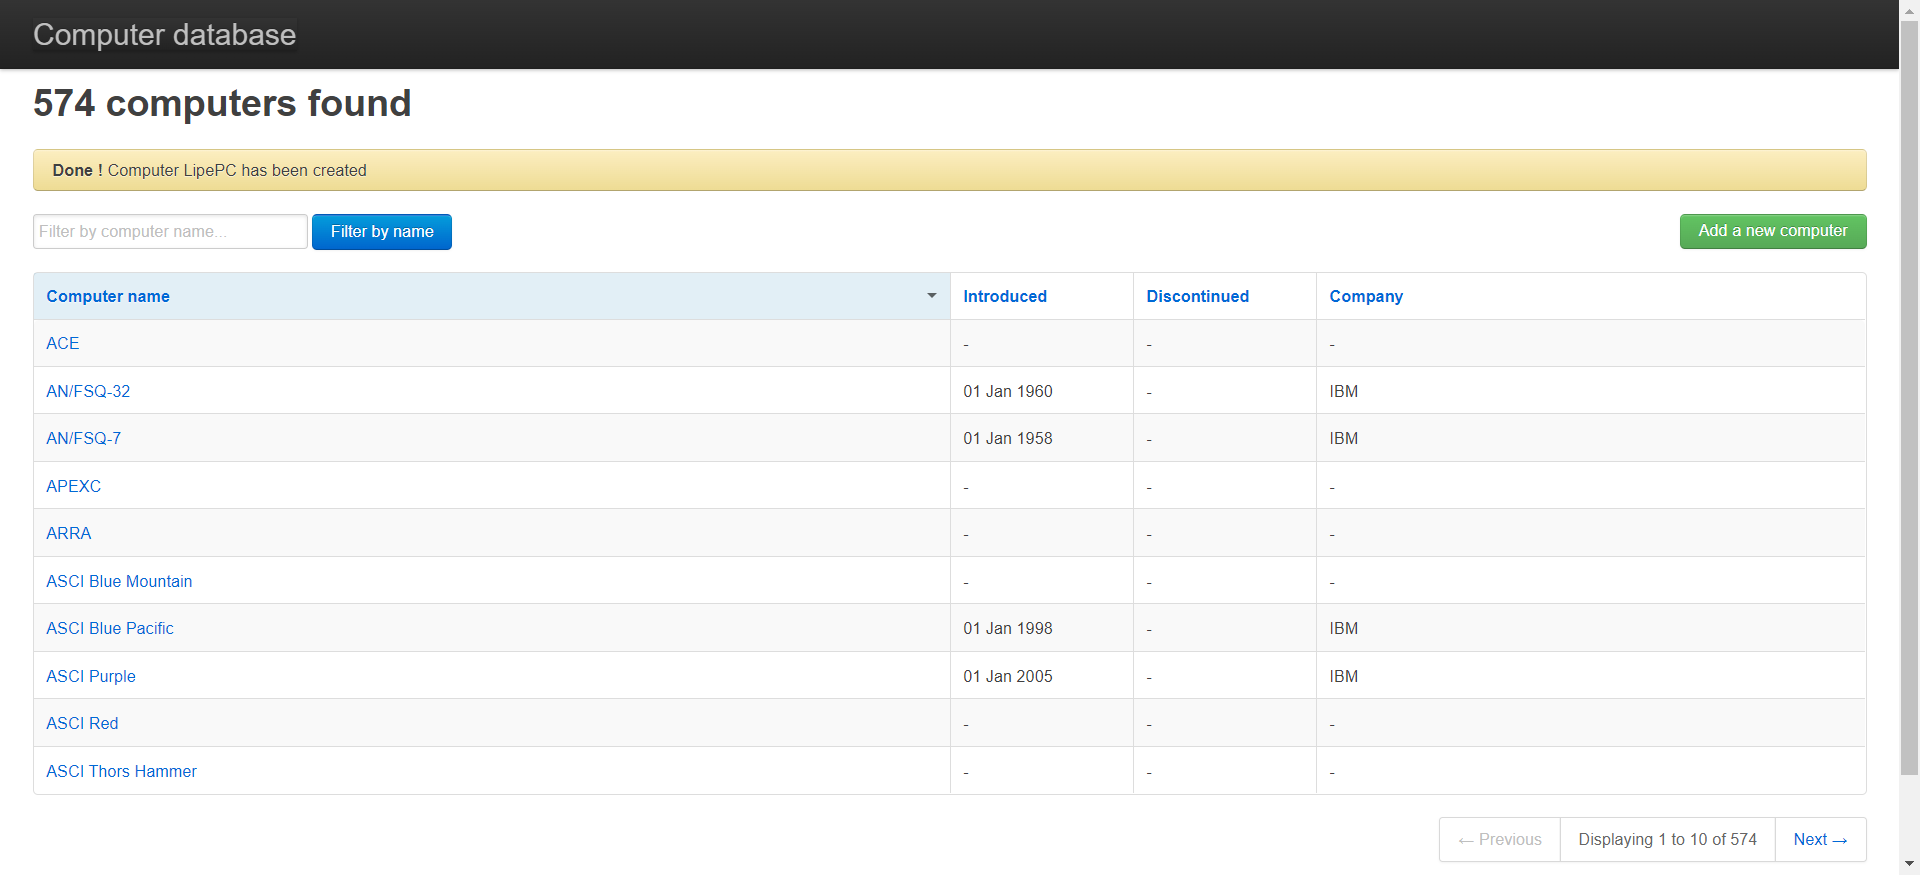 Computer database
574 computers found
Done ! Computer LipePC has been created
Filter by computer name... Filter by name Add a new computer
Computer name Introduced Discontinued Company
ACE - - -
AN/FSQ-32 01 Jan 1960 - IBM
AN/FSQ-7 01 Jan 1958 - IBM
APEXC - - -
ARRA - - -
ASCI Blue Mountain - - -
ASCI Blue Pacific 01 Jan 1998 - IBM
ASCI Purple 01 Jan 2005 - IBM
ASCI Red - - -
ASCI Thors Hammer - - -
← Previous Displaying 1 to 10 of 574 Next →